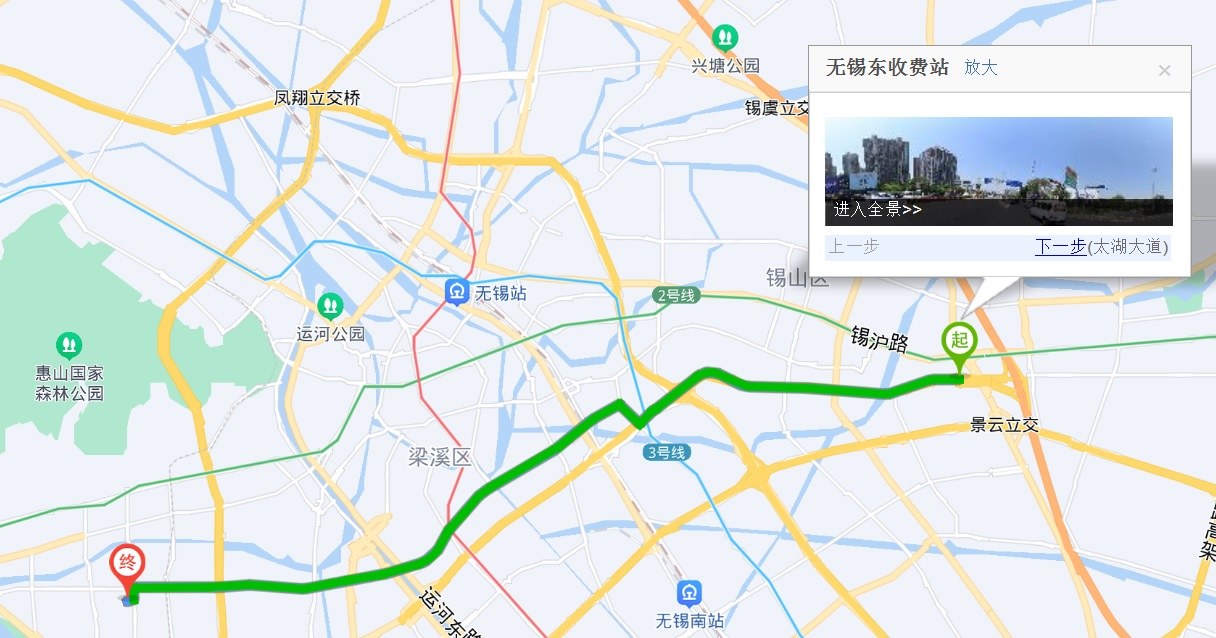 兴塘公园
凤翔立交桥
锡虞立交
无锡东收费站 放大 ×
进入全景>>
上一步
下一步(太湖大道)
锡山区
2号线
无锡站
运河公园
锡沪路
起
惠山国家
森林公园
景云立交
3号线
梁溪区
终
路高架
运河东路
无锡南站